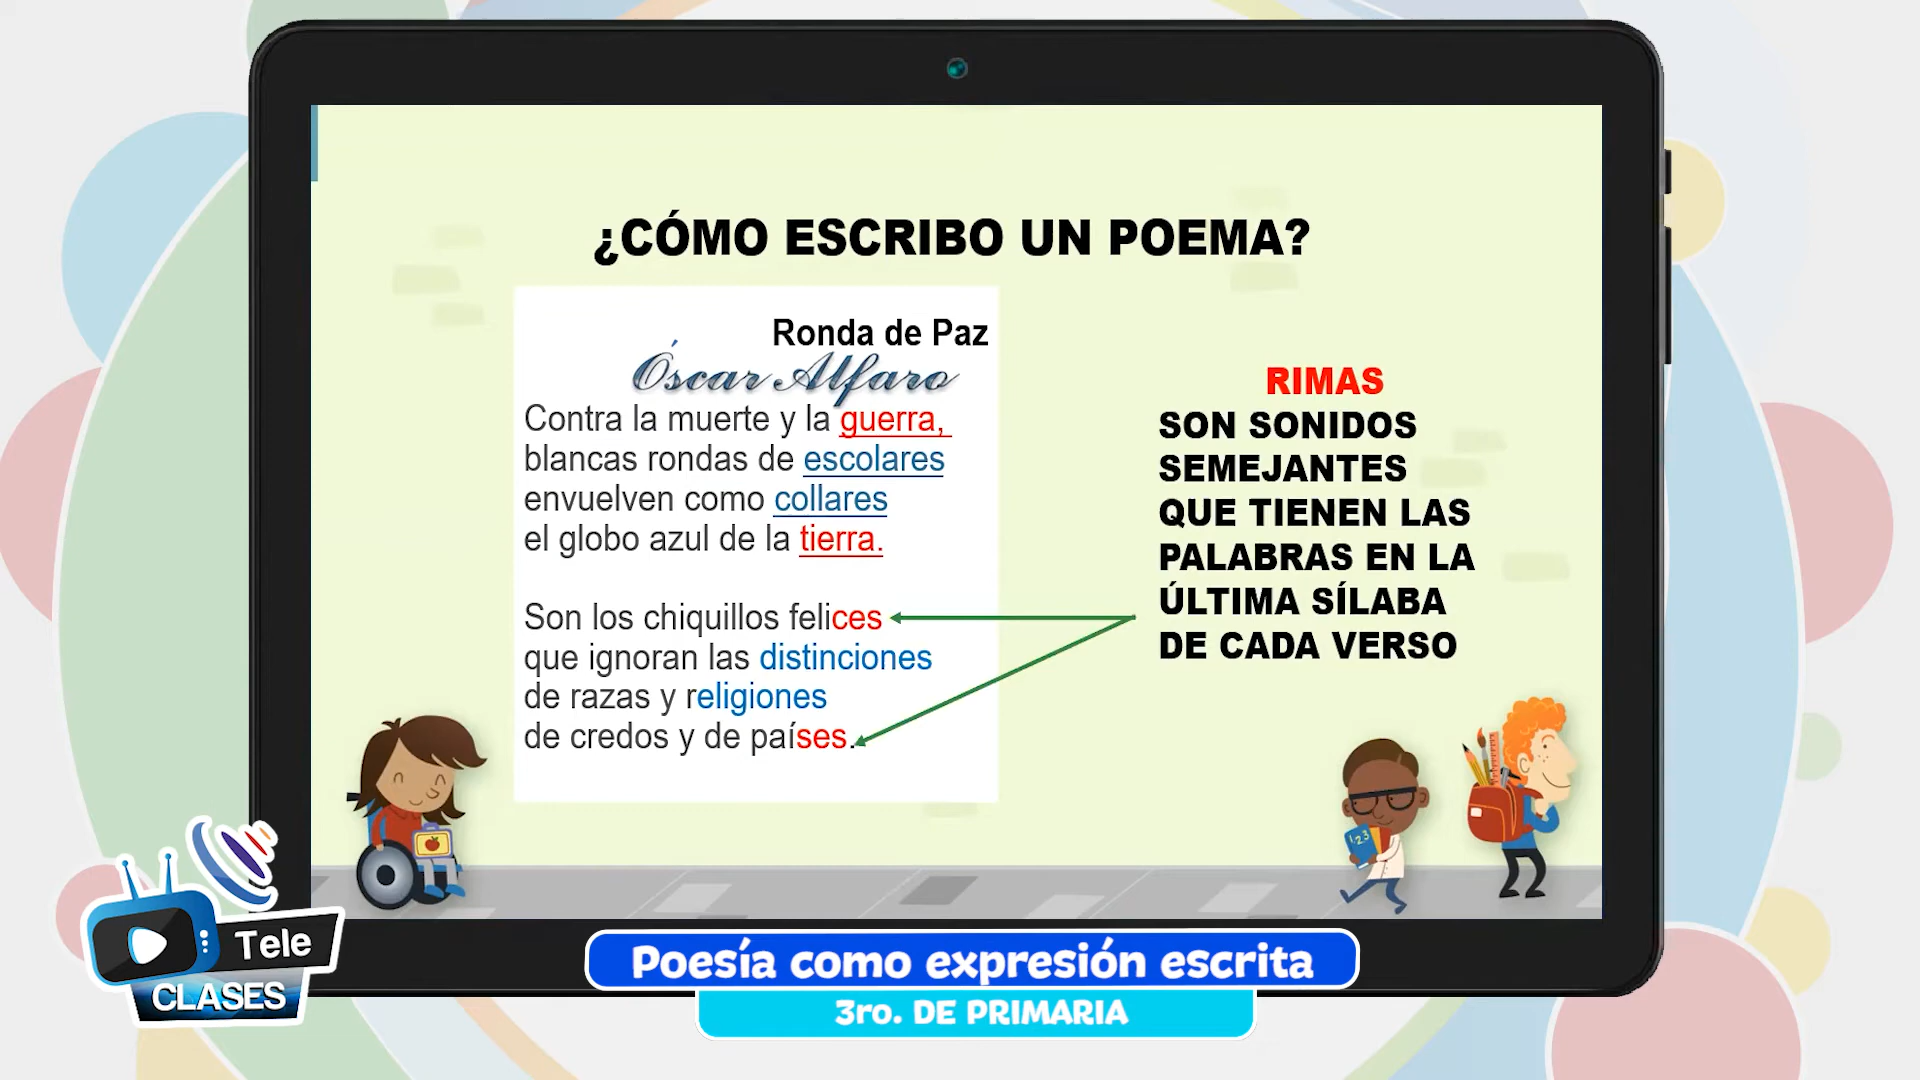 ¿CÓMO ESCRIBO UN POEMA?
Ronda de Paz
Óscar Alfaro
Contra la muerte y la guerra,
blancas rondas de escolares
envuelven como collares
el globo azul de la tierra.
Son los chiquillos felices
que ignoran las distinciones
de razas y religiones
de credos y de países.
RIMAS
SON SONIDOS
SEMEJANTES
QUE TIENEN LAS
PALABRAS EN LA
ÚLTIMA SÍLABA
DE CADA VERSO
123
Tele
CLASES
Poesía como expresión escrita
3ro. DE PRIMARIA